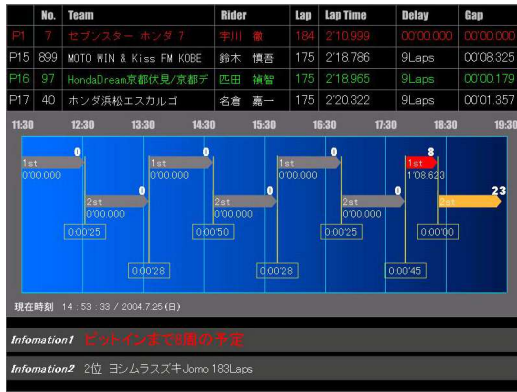 No. Team Rider Lap Lap Time Delay Gap
P1 7 セブンスター ホンダ 7 宇川 徹 184 2'10.999 00'00.000 00'00.000
P15 899 MOTO WIN & Kiss FM KOBE 鈴木 慎吾 175 2'18.786 9Laps 00'08.325
P16 97 HondaDream京都伏見/京都デ 匹田 禎智 175 2'18.965 9Laps 00'00.179
P17 40 ホンダ浜松エスカルゴ 名倉 嘉一 175 2'20.322 9Laps 00'01.357
11:30 12:30 13:30 14:30 15:30 16:30 17:30 18:30 19:30
0 0 0 8
1st 1st 1st 1st
0'00.000 0'00.000 0'00.000 1'08.623
0 0 0 23
2st 2st 2st 2st
0'00.000 0'00.000 0'00.000
0:00'25 0:00'50 0:00'25 0:00'00
0:00'28 0:00'28 0:00'45
現在時刻 14 : 53 : 33 / 2004.7.25(日)
Infomation1 ピットインまで8周の予定
Infomation2 2位 ヨシムラスズキJomo 183Laps